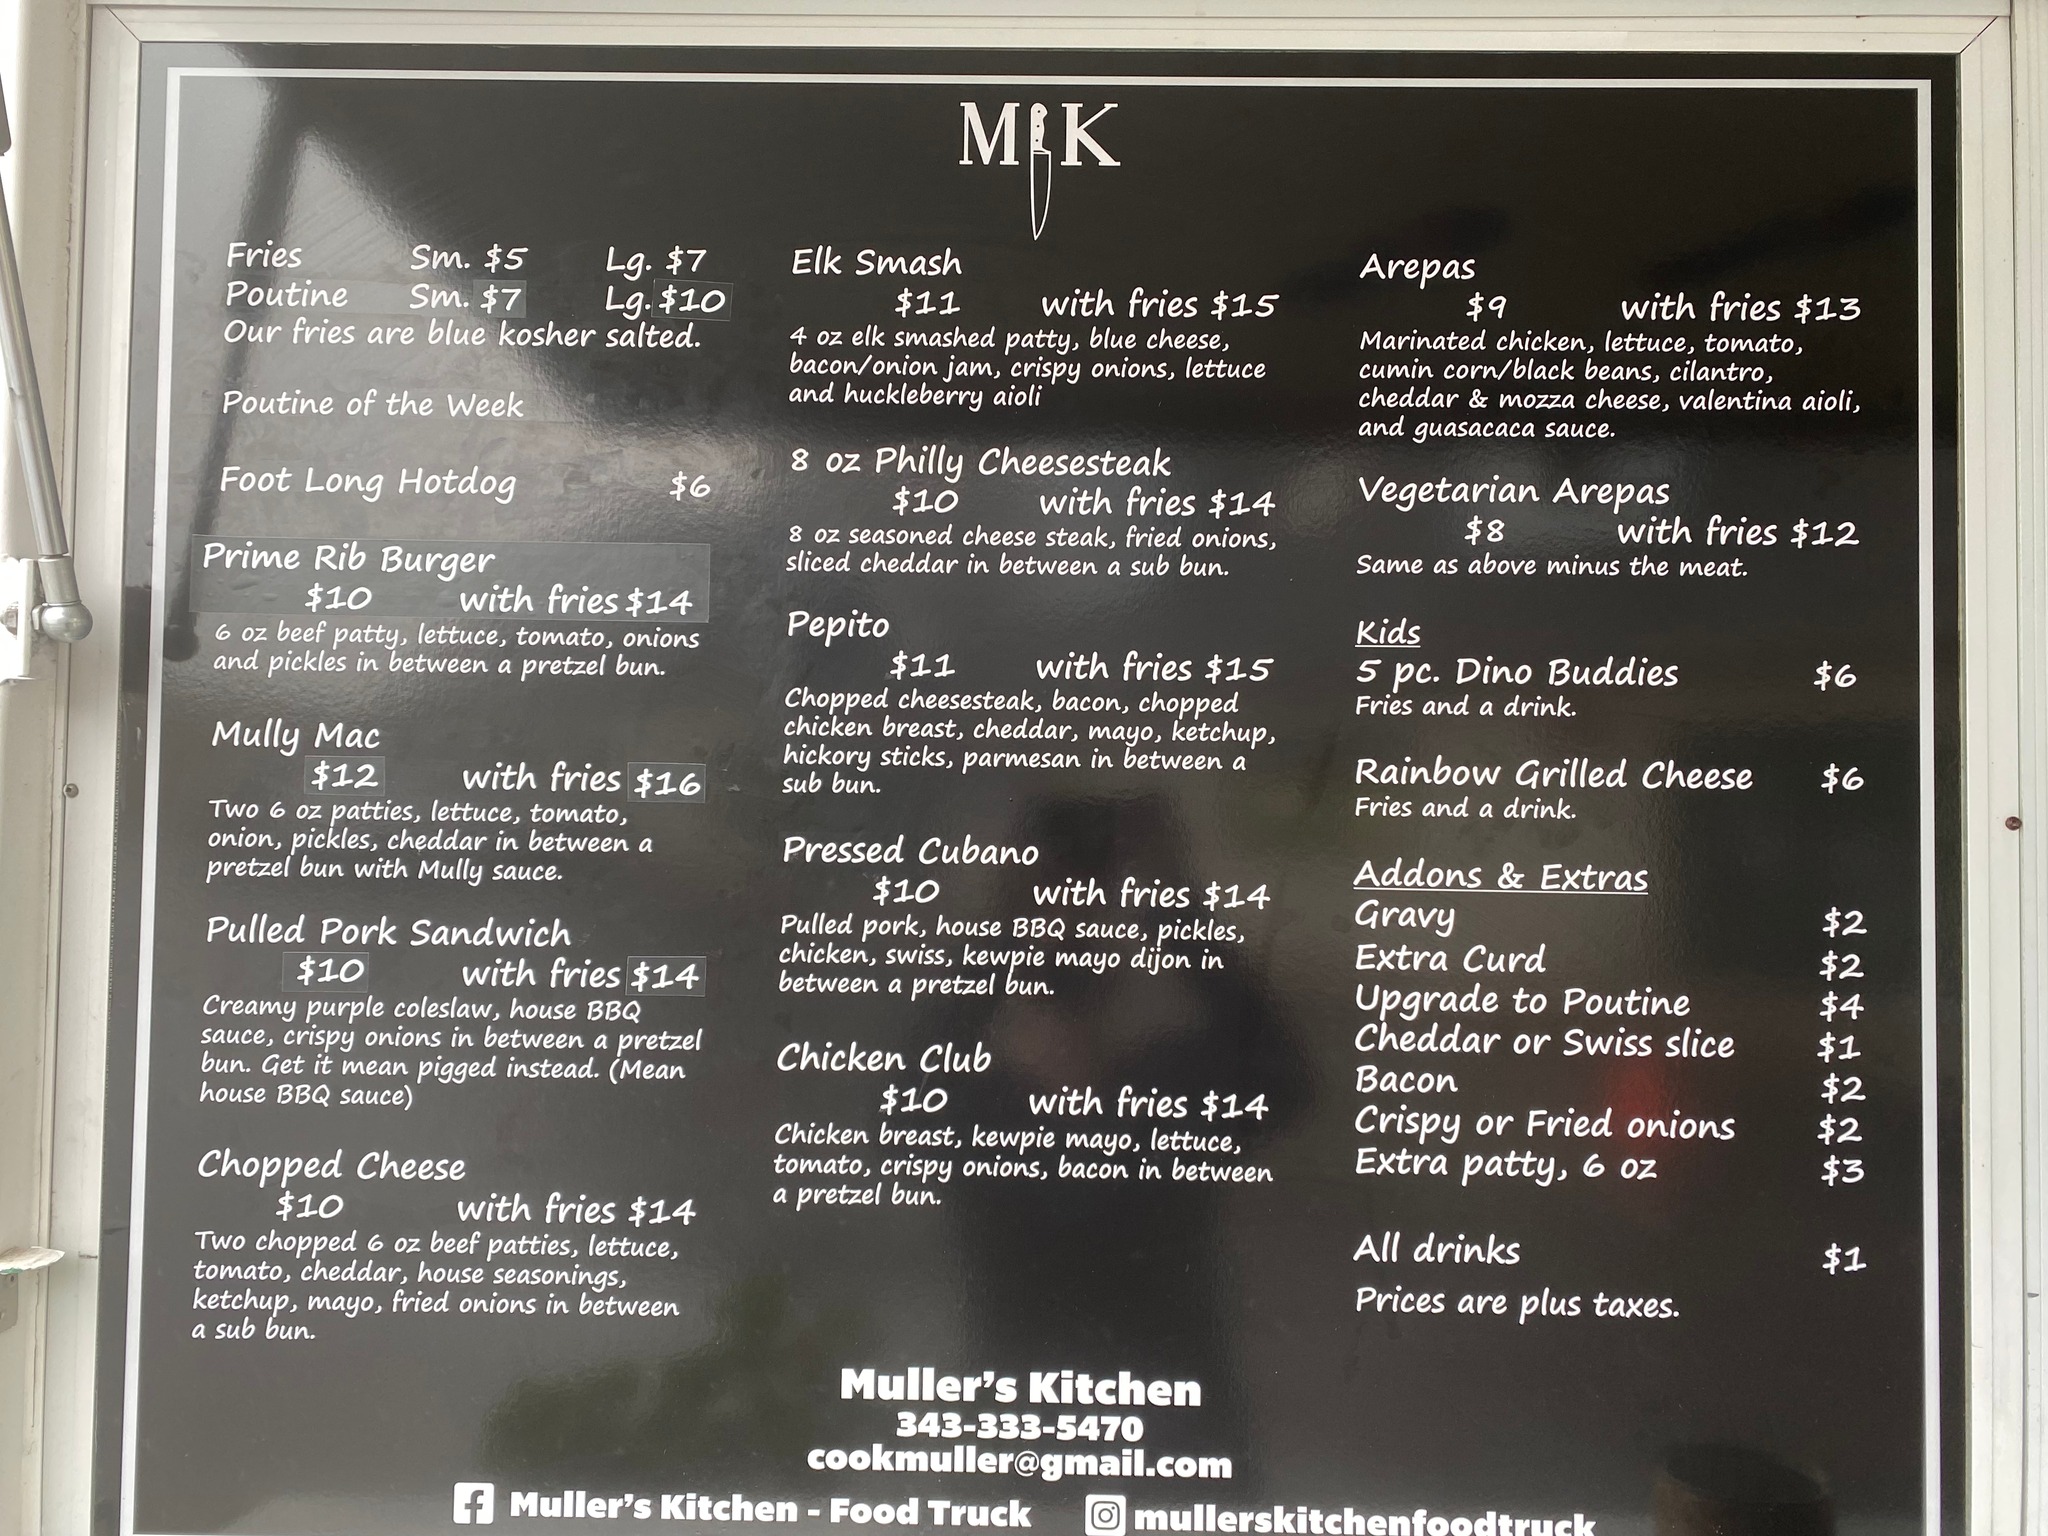 M K
Fries Sm. $5 Lg. $7
Poutine Sm. $7 Lg. $10
Our fries are blue kosher salted.
Poutine of the Week
Foot Long Hotdog $6
Prime Rib Burger
$10 with fries $14
6 oz beef patty, lettuce, tomato, onions
and pickles in between a pretzel bun.
Mully Mac
$12 with fries $16
Two 6 oz patties, lettuce, tomato,
onion, pickles, cheddar in between a
pretzel bun with Mully sauce.
Pulled Pork Sandwich
$10 with fries $14
Creamy purple coleslaw, house BBQ
sauce, crispy onions in between a pretzel
bun. Get it mean pigged instead. (Mean
house BBQ sauce)
Chopped Cheese
$10 with fries $14
Two chopped 6 oz beef patties, lettuce,
tomato, cheddar, house seasonings,
ketchup, mayo, fried onions in between
a sub bun.
Elk Smash
$11 with fries $15
4 oz elk smashed patty, blue cheese,
bacon/onion jam, crispy onions, lettuce
and huckleberry aioli
8 oz Philly Cheesesteak
$10 with fries $14
8 oz seasoned cheese steak, fried onions,
sliced cheddar in between a sub bun.
Pepito
$11 with fries $15
Chopped cheesesteak, bacon, chopped
chicken breast, cheddar, mayo, ketchup,
hickory sticks, parmesan in between a
sub bun.
Pressed Cubano
$10 with fries $14
Pulled pork, house BBQ sauce, pickles,
chicken, swiss, kewpie mayo dijon in
between a pretzel bun.
Chicken Club
$10 with fries $14
Chicken breast, kewpie mayo, lettuce,
tomato, crispy onions, bacon in between
a pretzel bun.
Arepas
$9 with fries $13
Marinated chicken, lettuce, tomato,
cumin corn/black beans, cilantro,
cheddar & mozza cheese, valentina aioli,
and guasacaca sauce.
Vegetarian Arepas
$8 with fries $12
Same as above minus the meat.
Kids
5 pc. Dino Buddies $6
Fries and a drink.
Rainbow Grilled Cheese $6
Fries and a drink.
Addons & Extras
Gravy $2
Extra Curd $2
Upgrade to Poutine $4
Cheddar or Swiss slice $1
Bacon $2
Crispy or Fried onions $2
Extra patty, 6 oz $3
All drinks $1
Prices are plus taxes.
Muller's Kitchen
343-333-5470
cookmuller@gmail.com
Muller's Kitchen - Food Truck mullerskitchenfoodtruck